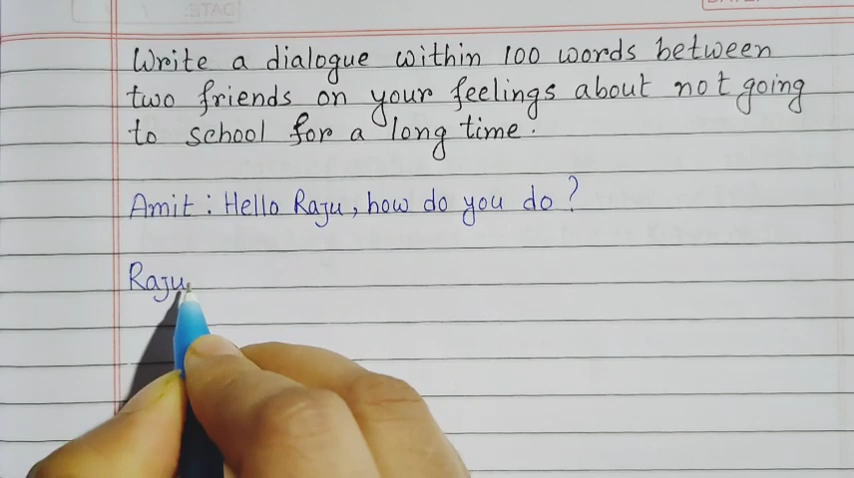 Write a dialogue within 100 words between
two friends on your feelings about not going
to school for a long time.
Amit : Hello Raju, how do you do ?
Raju